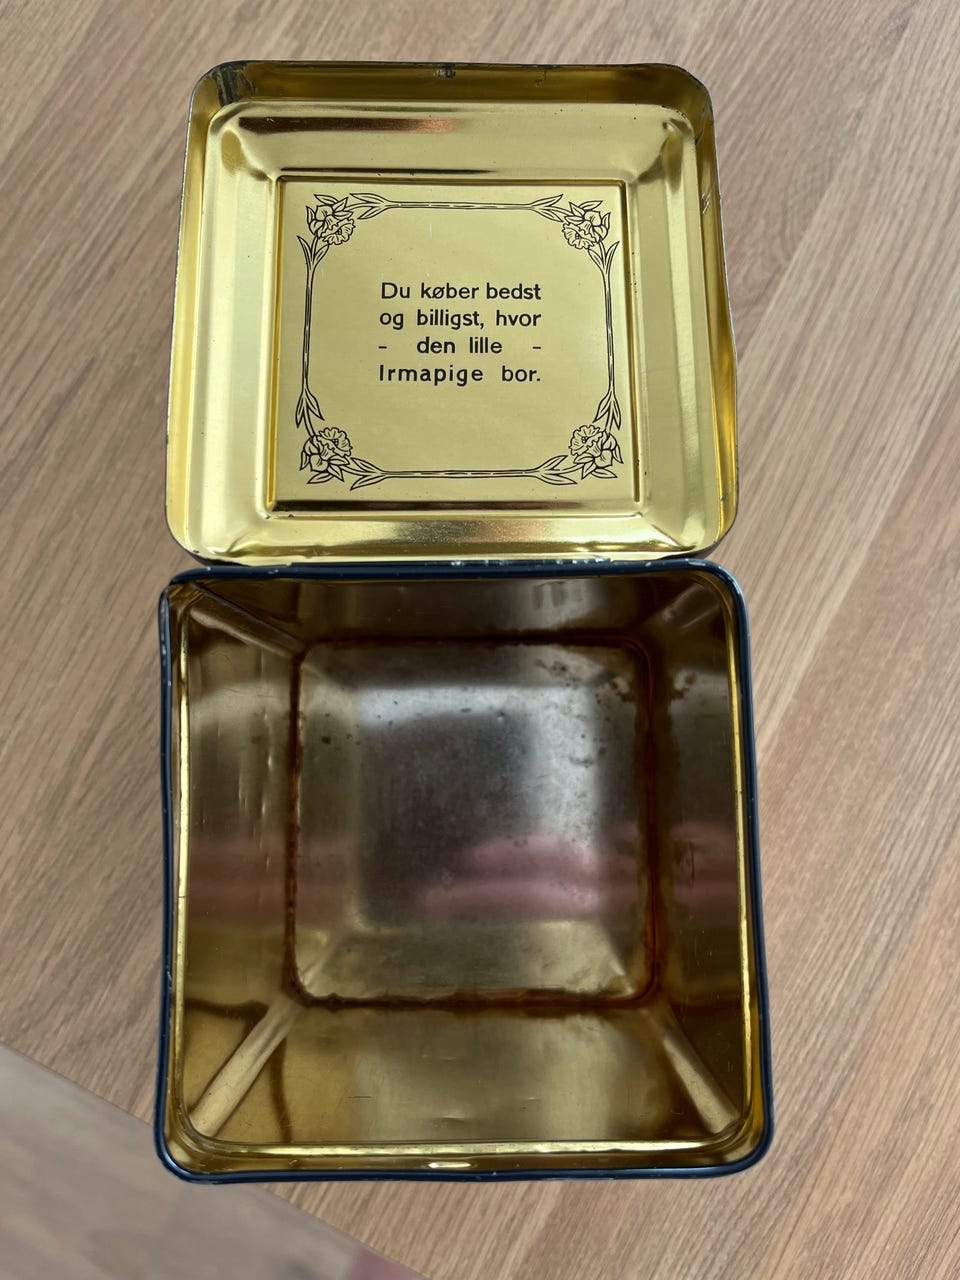 Du køber bedst
og billigst, hvor
- den lille -
Irmapige bor.